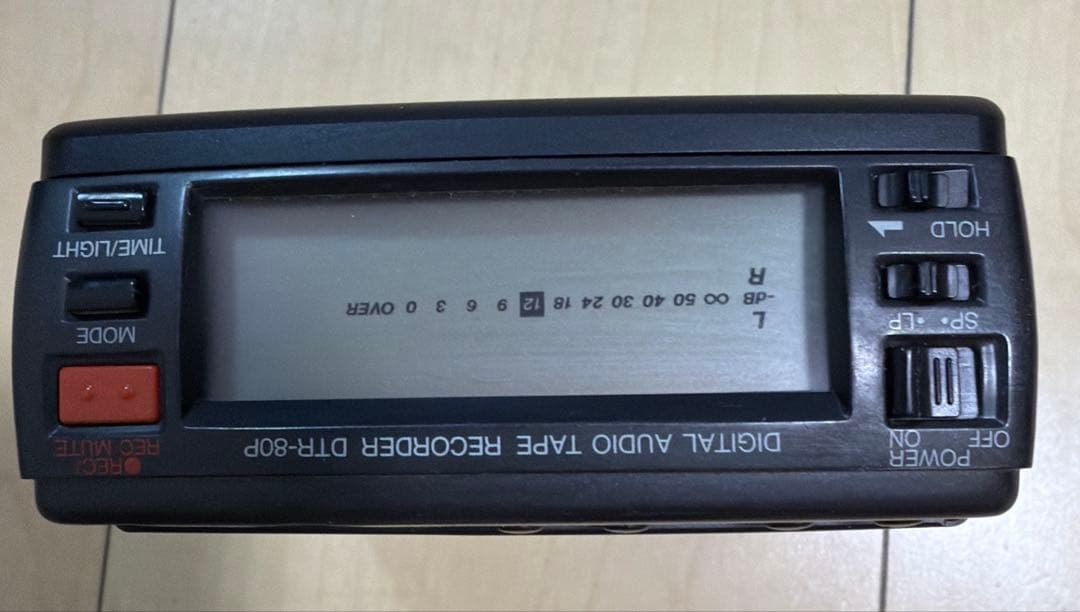 POWER
OFF ON
DIGITAL AUDIO TAPE RECORDER DTR-80P
●REC/
REC MUTE
SP• •LP
L
-dB ∞ 50 40 30 24 18 12 9 6 3 0 OVER
R
MODE
HOLD
TIME/LIGHT